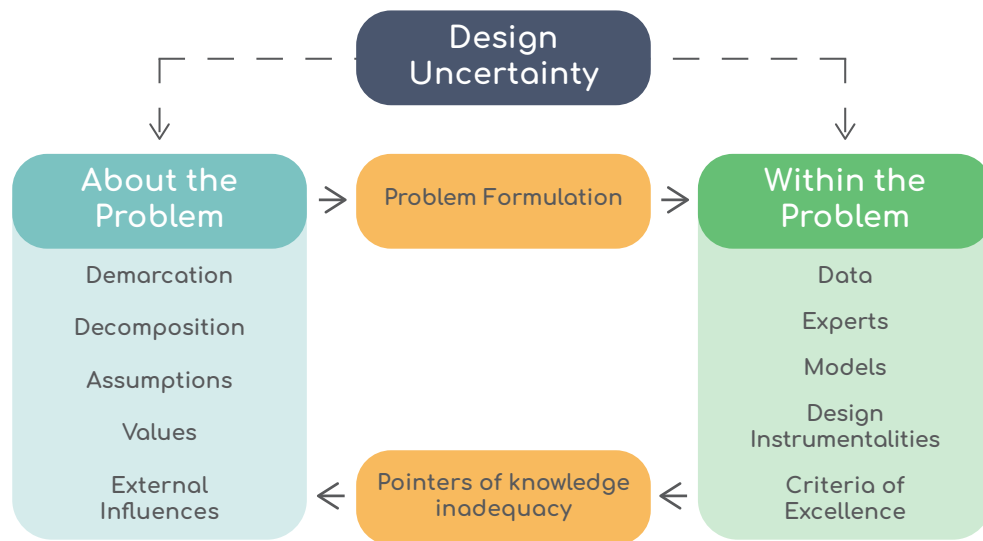 Design
Uncertainty
About the
Problem
Problem Formulation
Within the
Problem
Demarcation
Decomposition
Assumptions
Values
External
Influences
Data
Experts
Models
Design
Instrumentalities
Criteria of
Excellence
Pointers of knowledge
inadequacy